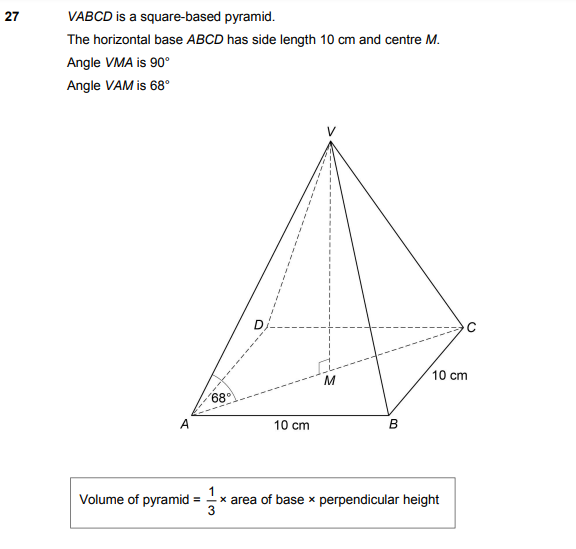 27 VABCD is a square-based pyramid.
The horizontal base ABCD has side length 10 cm and centre M.
Angle VMA is 90°
Angle VAM is 68°
V
D
C
M
10 cm
68°
A
10 cm
B
Volume of pyramid = 1/3 × area of base × perpendicular height